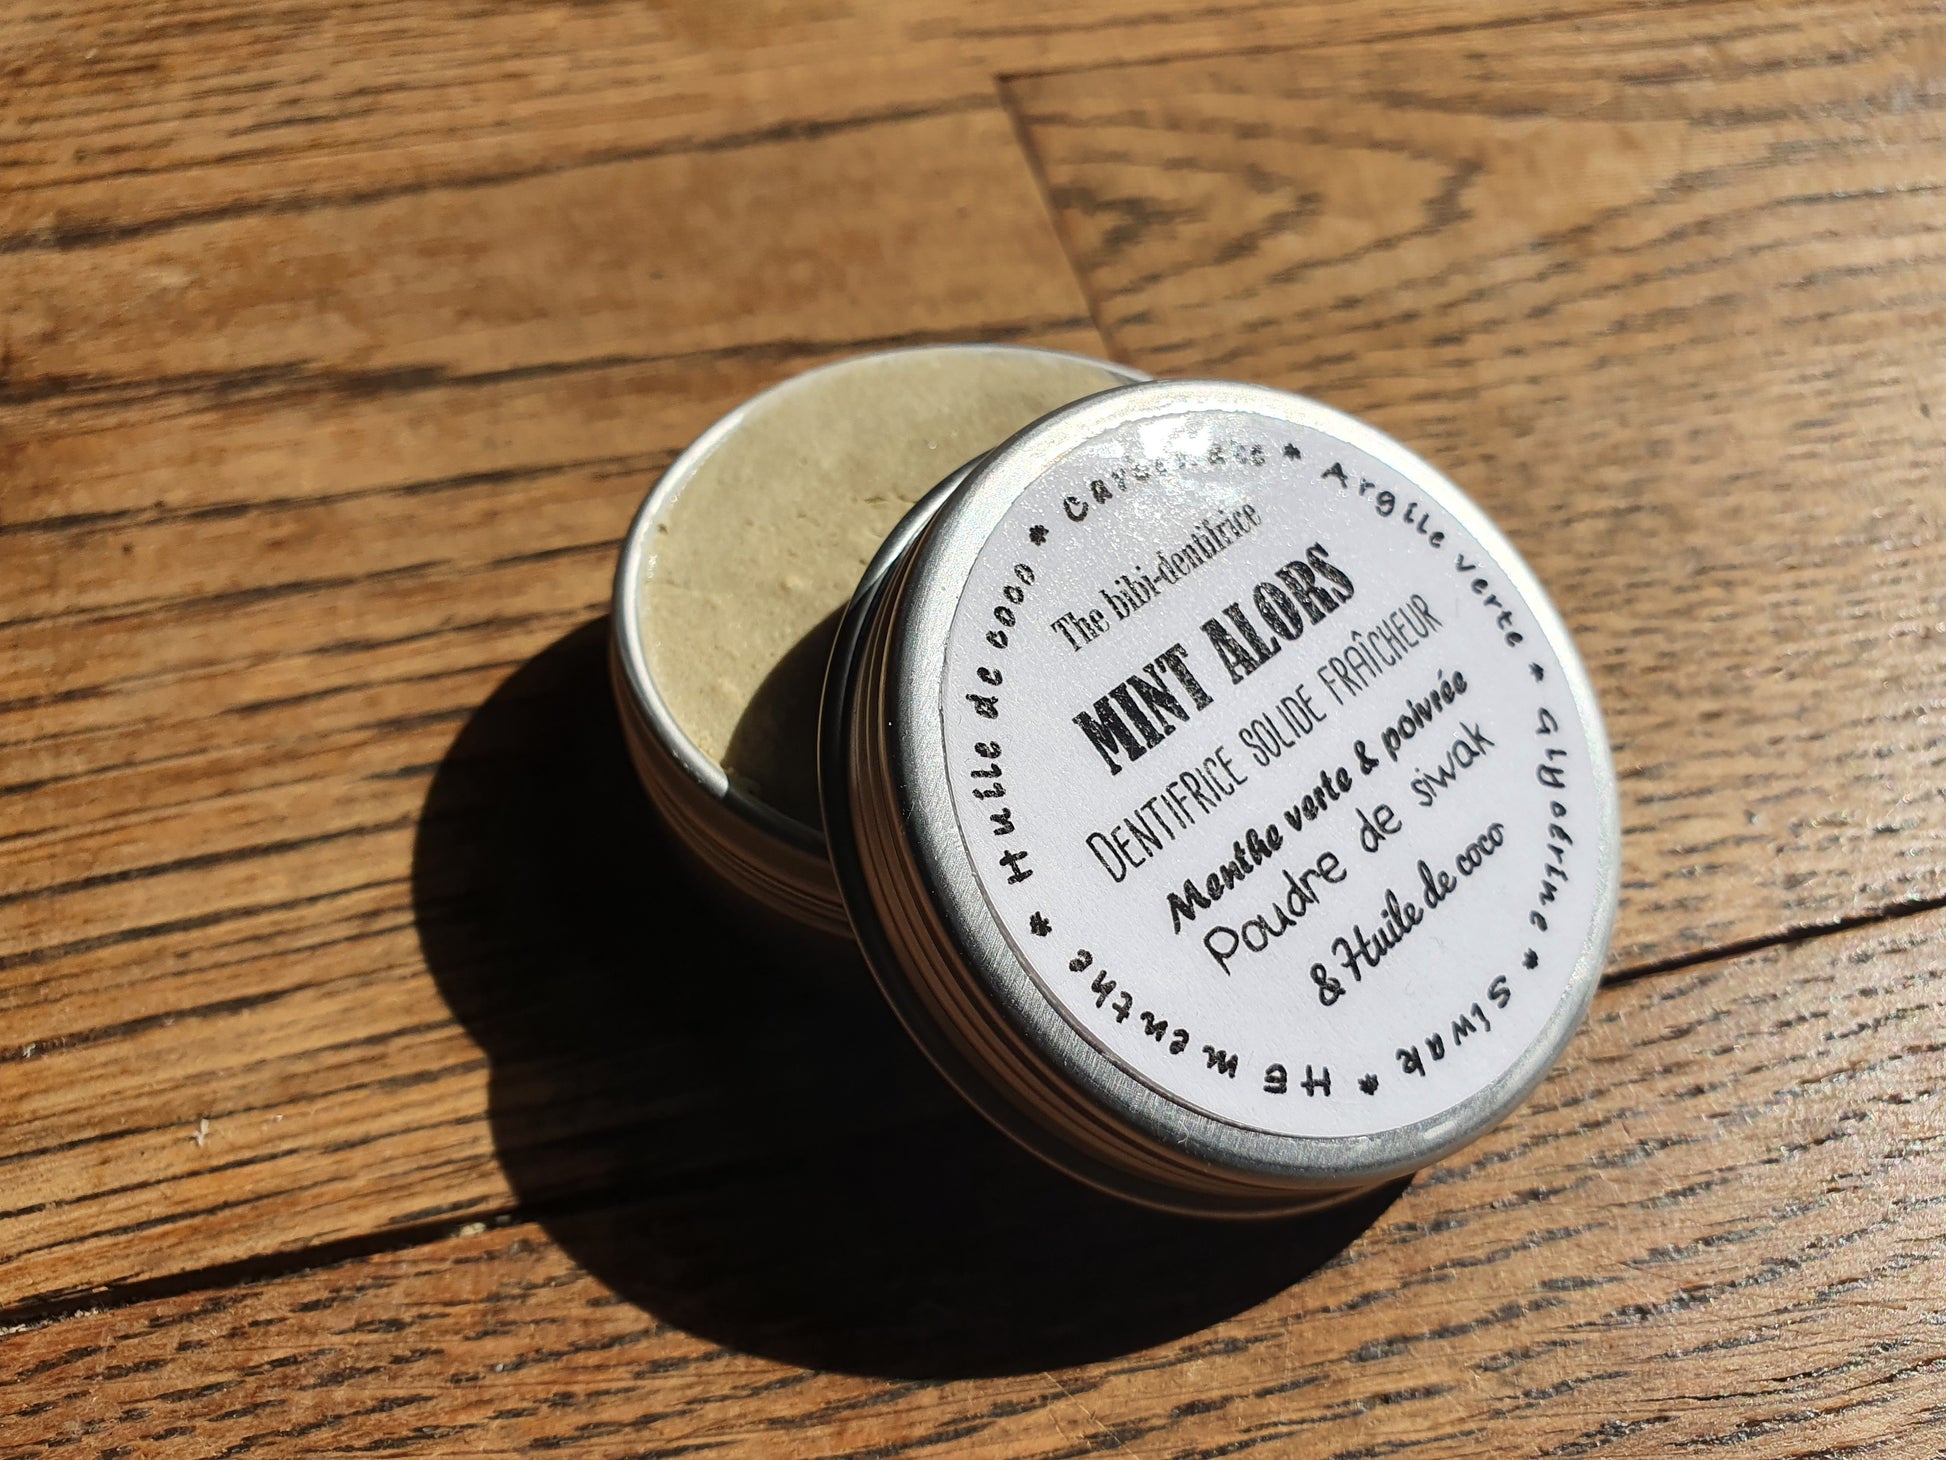 The bibi-dentifrice
MINT ALORS
DENTIFRICE SOLIDE FRAÎCHEUR
Menthe verte & poivrée
Poudre de siwak
& Huile de coco
Carbonate * Argile verte * Glycérine * Siwak * HE menthe * Huile de coco *